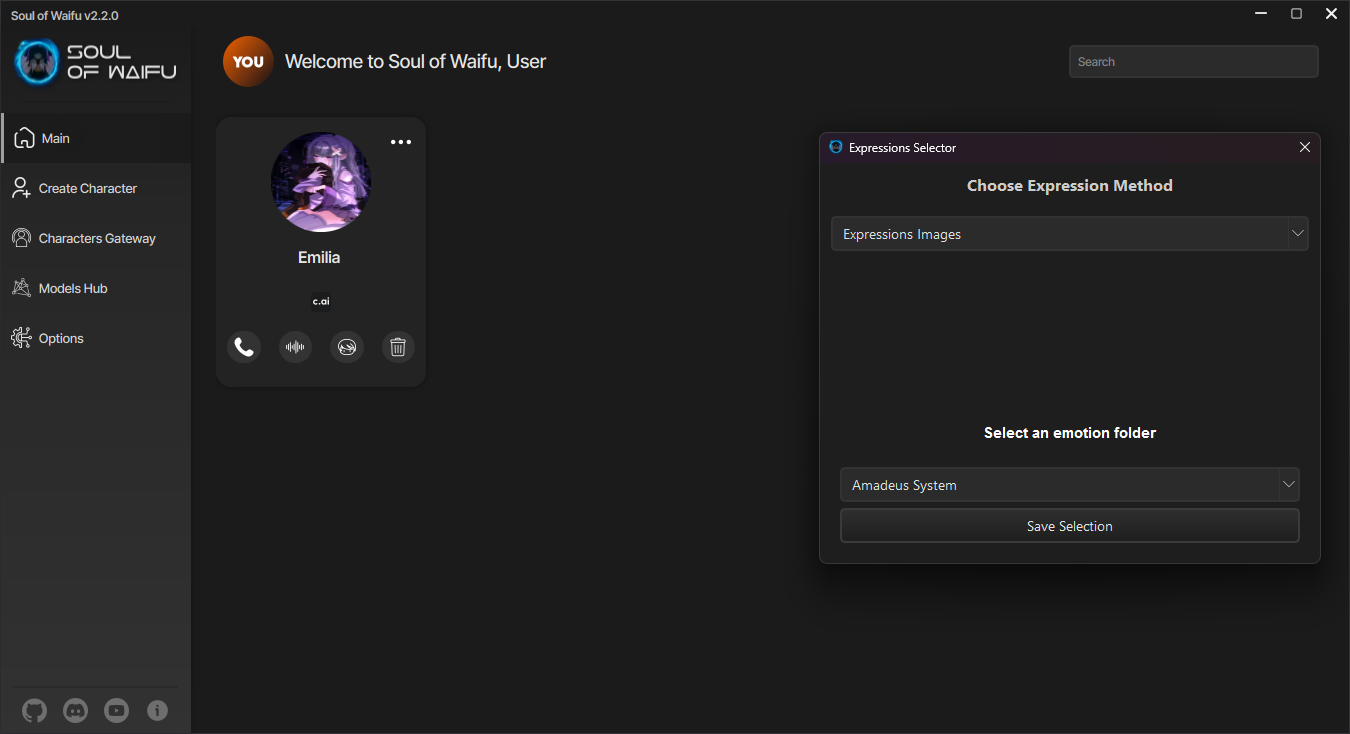 Soul of Waifu v2.2.0
SOUL
OF WAIFU
YOU
Welcome to Soul of Waifu, User
Search
Main
Create Character
Characters Gateway
Models Hub
Options
Emilia
c.ai
Expressions Selector
Choose Expression Method
Expressions Images
Select an emotion folder
Amadeus System
Save Selection